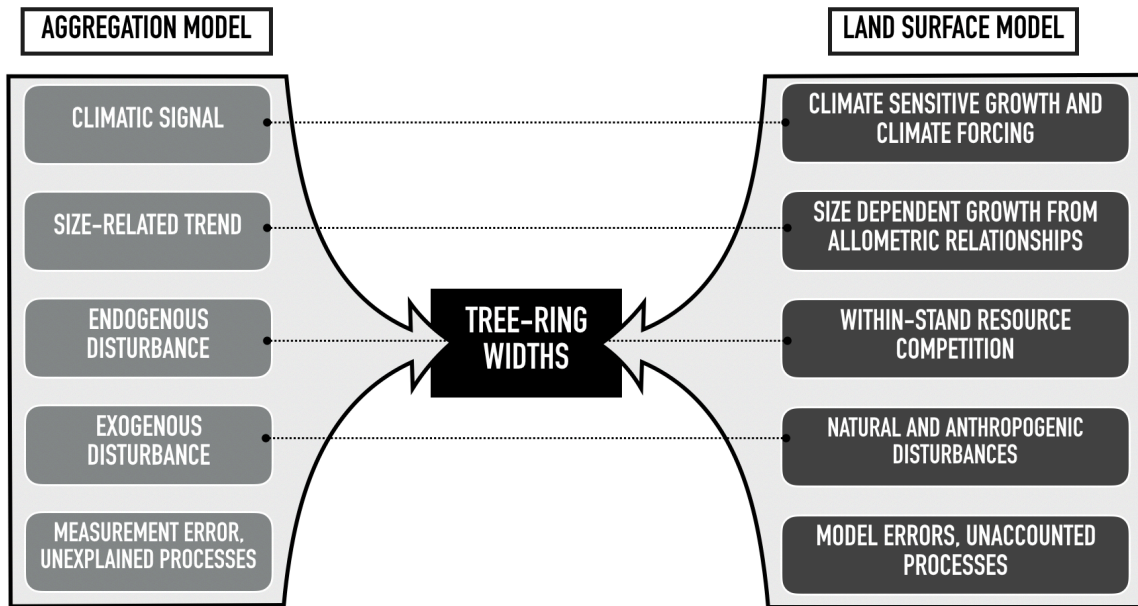 AGGREGATION MODEL
LAND SURFACE MODEL
CLIMATIC SIGNAL
CLIMATE SENSITIVE GROWTH AND
CLIMATE FORCING
SIZE-RELATED TREND
SIZE DEPENDENT GROWTH FROM
ALLOMETRIC RELATIONSHIPS
ENDOGENOUS
DISTURBANCE
TREE-RING
WIDTHS
WITHIN-STAND RESOURCE
COMPETITION
EXOGENOUS
DISTURBANCE
NATURAL AND ANTHROPOGENIC
DISTURBANCES
MEASUREMENT ERROR,
UNEXPLAINED PROCESSES
MODEL ERRORS, UNACCOUNTED
PROCESSES